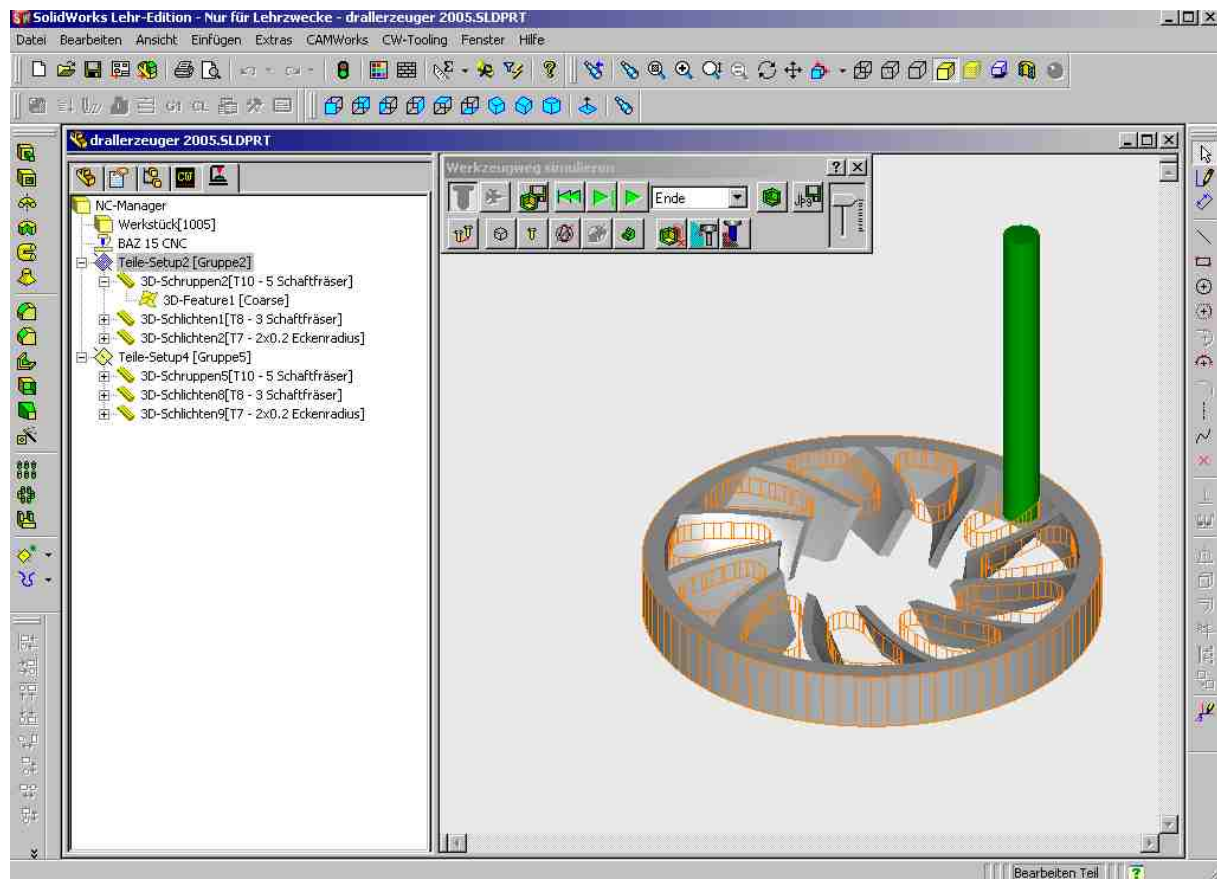 SolidWorks Lehr-Edition - Nur für Lehrzwecke - drallerzeuger 2005.SLDPRT
Datei Bearbeiten Ansicht Einfügen Extras CAMWorks CW-Tooling Fenster Hilfe
G1 CL
drallerzeuger 2005.SLDPRT
CW
Werkzeugweg simulieren
Ende
NC-Manager
Werkstück[1005]
BAZ 15 CNC
Teile-Setup2 [Gruppe2]
3D-Schruppen2[T10 - 5 Schaftfräser]
3D-Feature1 [Coarse]
3D-Schlichten1[T8 - 3 Schaftfräser]
3D-Schlichten2[T7 - 2x0.2 Eckenradius]
Teile-Setup4 [Gruppe5]
3D-Schruppen5[T10 - 5 Schaftfräser]
3D-Schlichten8[T8 - 3 Schaftfräser]
3D-Schlichten9[T7 - 2x0.2 Eckenradius]
Bearbeiten Teil